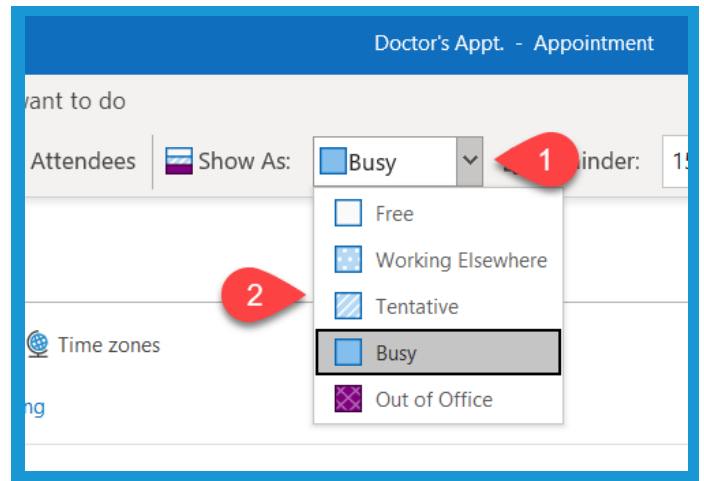 Doctor's Appt. - Appointment
want to do
Attendees Show As: Busy 1 inder: 15
Free
Working Elsewhere
2 Tentative
Time zones Busy
ng Out of Office